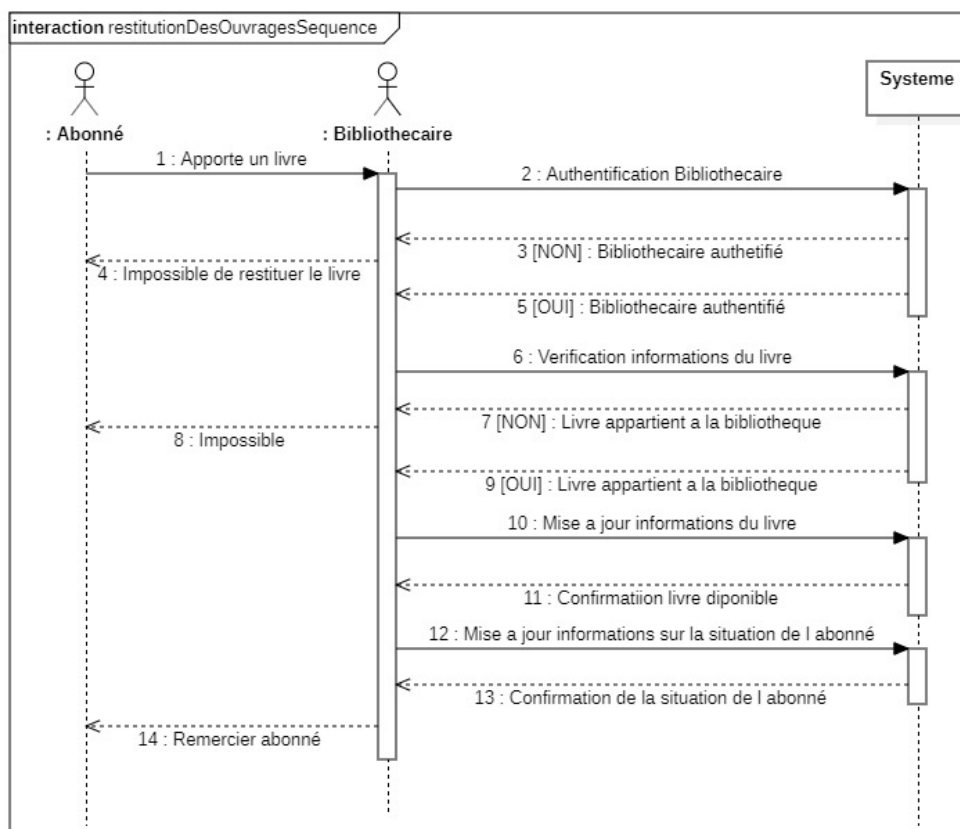 interaction restitutionDesOuvragesSequence
: Abonné
: Bibliothecaire
Systeme
1 : Apporte un livre
2 : Authentification Bibliothecaire
3 [NON] : Bibliothecaire authetifié
4 : Impossible de restituer le livre
5 [OUI] : Bibliothecaire authentifié
6 : Verification informations du livre
7 [NON] : Livre appartient a la bibliotheque
8 : Impossible
9 [OUI] : Livre appartient a la bibliotheque
10 : Mise a jour informations du livre
11 : Confirmatiion livre diponible
12 : Mise a jour informations sur la situation de l abonné
13 : Confirmation de la situation de l abonné
14 : Remercier abonné